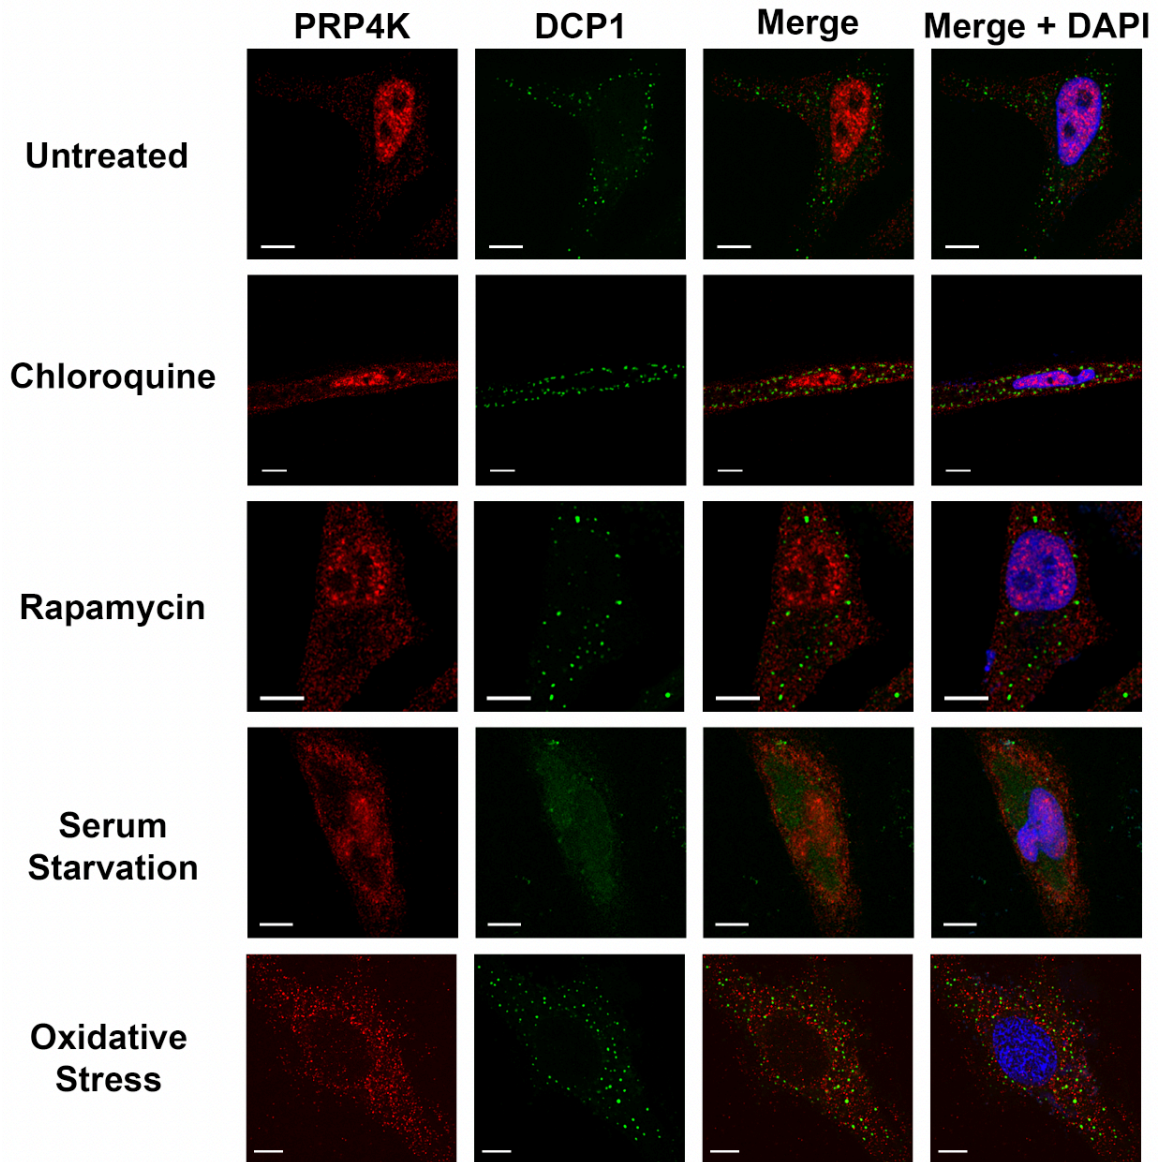 PRP4K DCP1 Merge Merge + DAPI
Untreated
Chloroquine
Rapamycin
Serum
Starvation
Oxidative
Stress